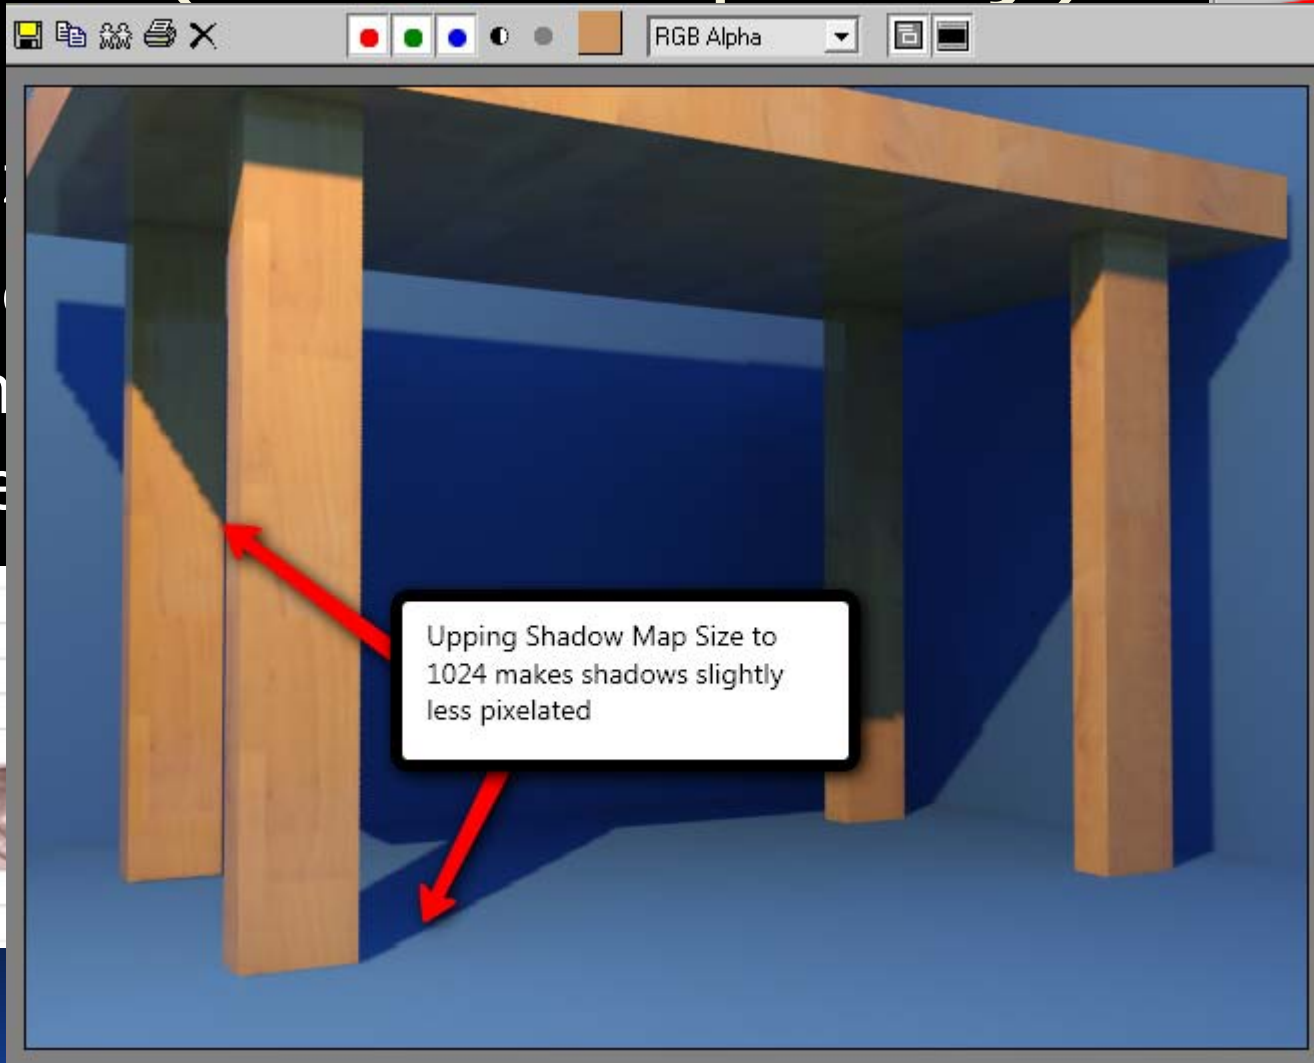 RGB Alpha
Upping Shadow Map Size to
1024 makes shadows slightly
less pixelated